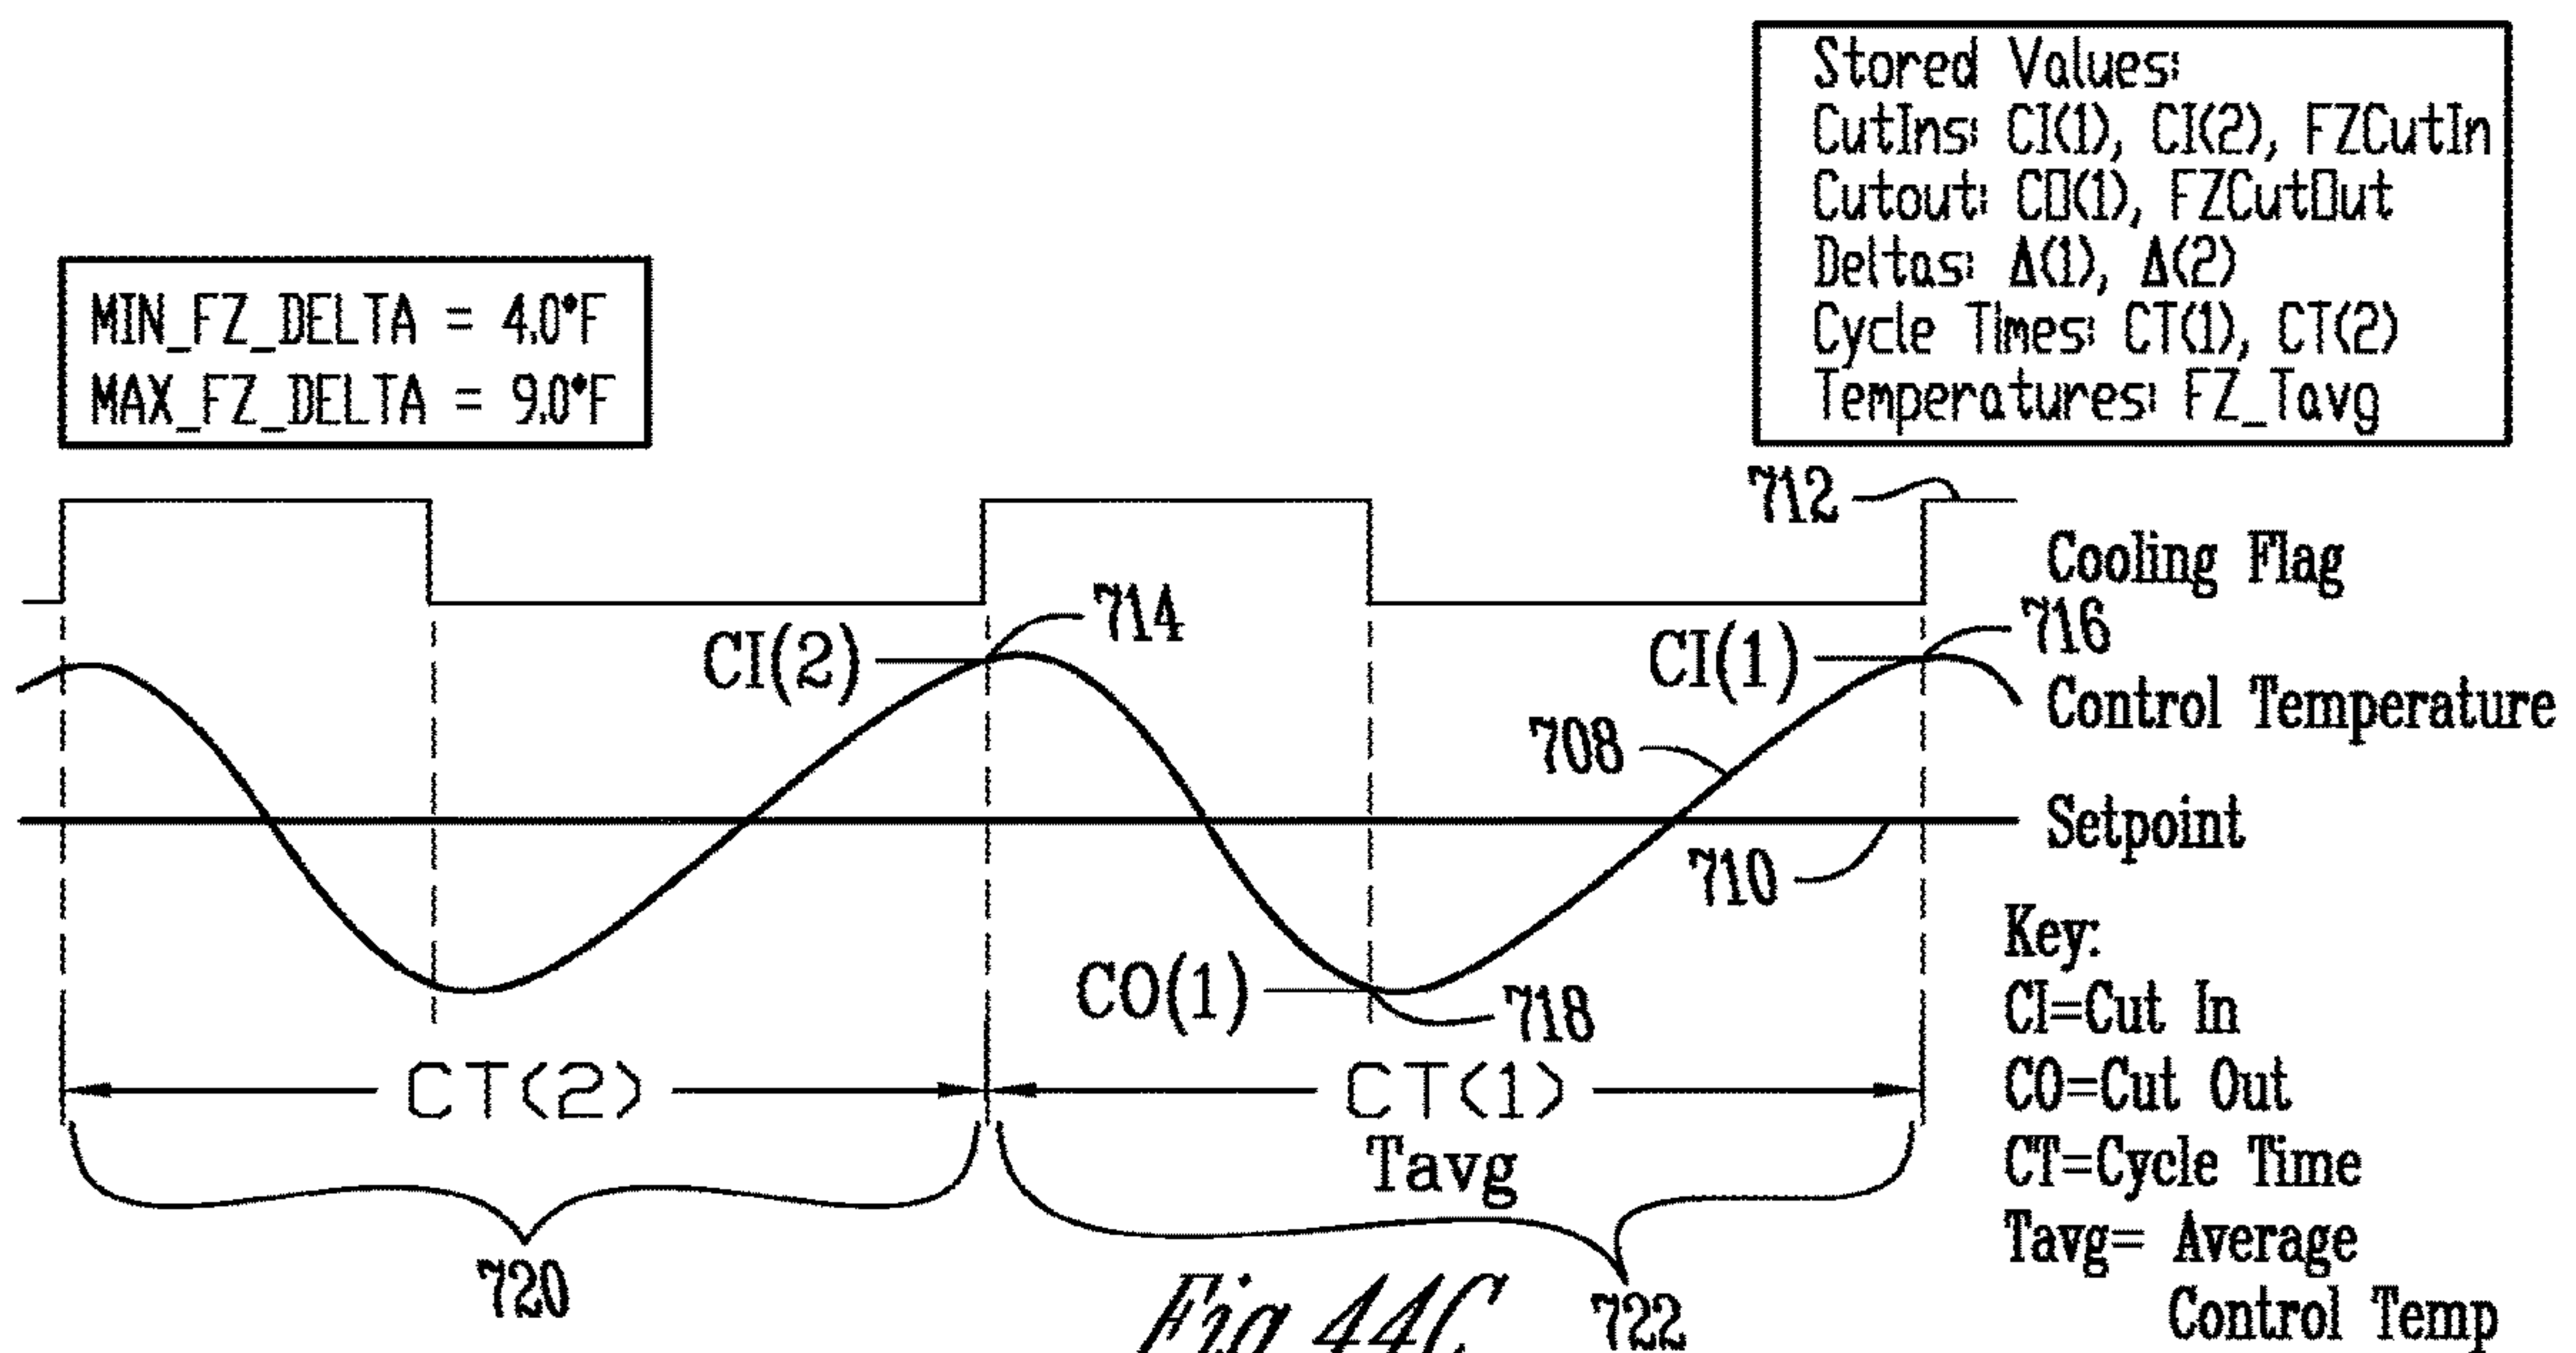 Stored Values:
CutIns: CI(1), CI(2), FZCutIn
Cutout: CO(1), FZCutOut
Deltas: Δ(1), Δ(2)
Cycle Times: CT(1), CT(2)
Temperatures: FZ_Tavg
MIN_FZ_DELTA = 4.0°F
MAX_FZ_DELTA = 9.0°F
712
Cooling Flag
714
716
CI(2)
CI(1)
Control Temperature
708
Setpoint
710
Key:
CI=Cut In
CO=Cut Out
CT=Cycle Time
Tavg= Average
Control Temp
CO(1)
718
CT(2)
CT(1)
Tavg
720
722
Fig. 44C